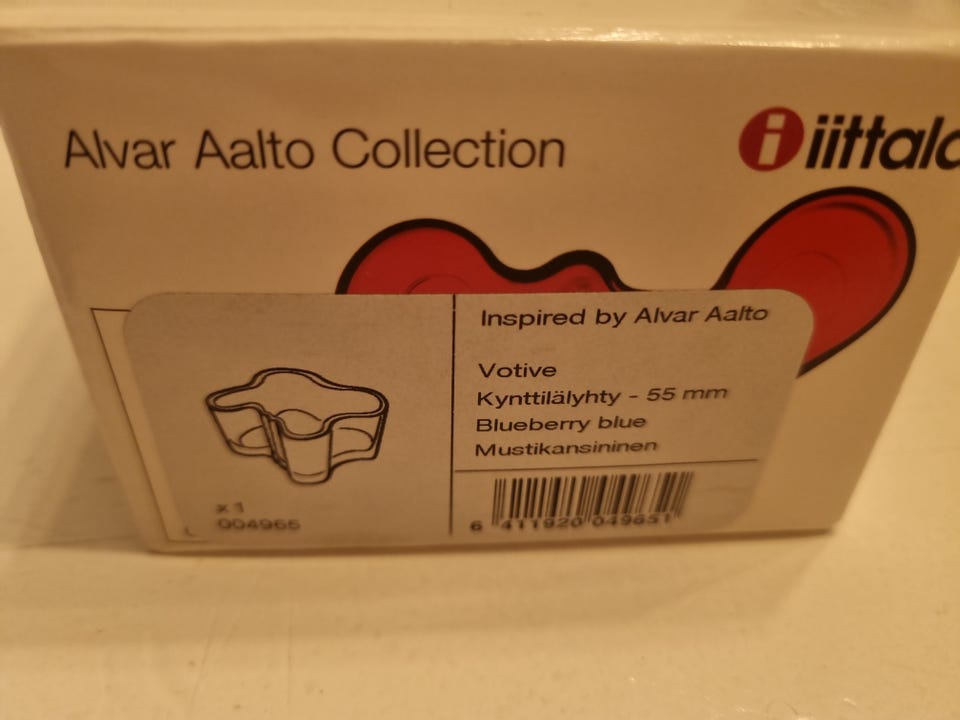 Alvar Aalto Collection
i iittala
Inspired by Alvar Aalto
Votive
Kynttilälyhty - 55 mm
Blueberry blue
Mustikansininen
x 1
004965
6 411920 049651